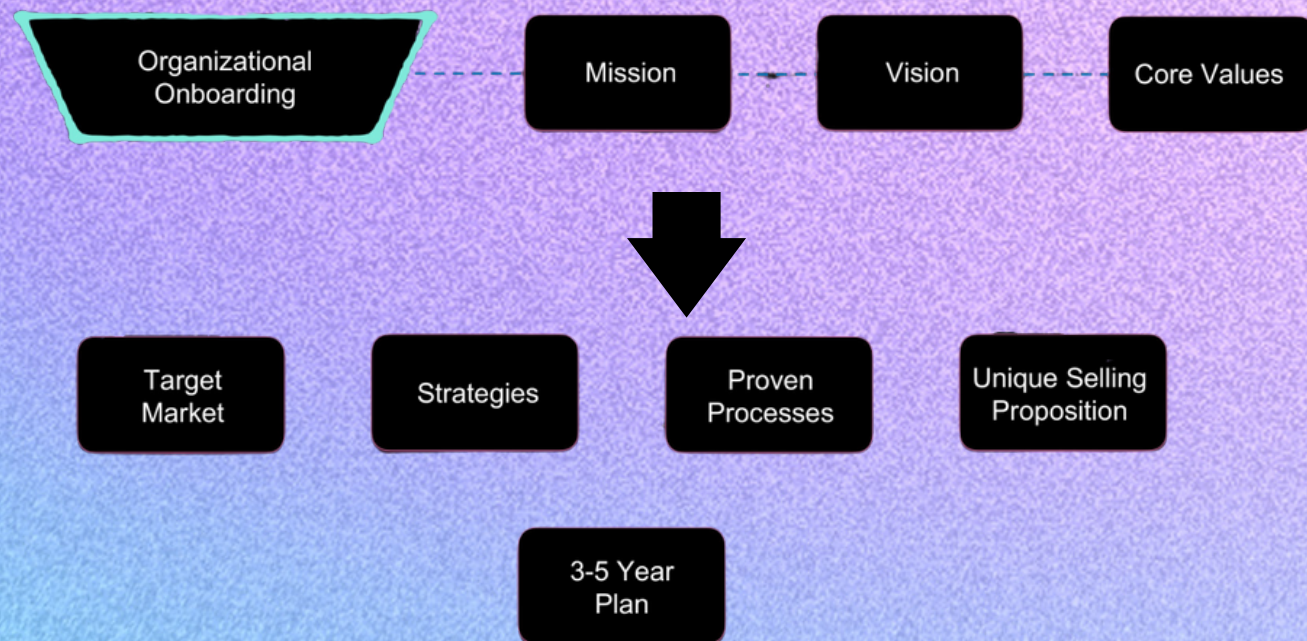 Organizational
Onboarding
Mission
Vision
Core Values
Target
Market
Strategies
Proven
Processes
Unique Selling
Proposition
3-5 Year
Plan